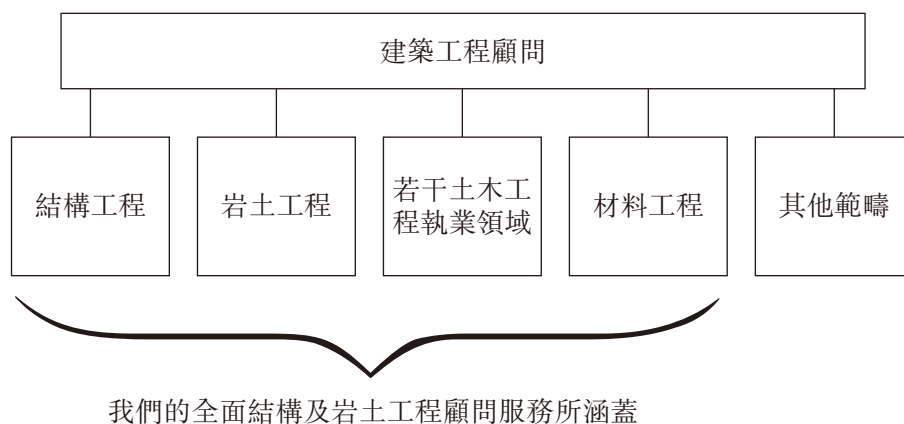 建築工程顧問
結構工程
岩土工程
若干土木工
程執業領域
材料工程
其他範疇
我們的全面結構及岩土工程顧問服務所涵蓋